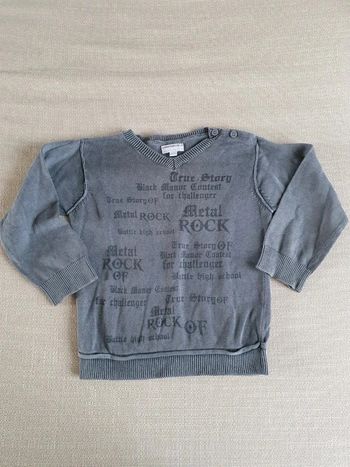 True Story
Black Manor Contest
for challenger
True Story OF
Metal ROCK
Metal
ROCK
Battle high school
Metal
ROCK
OF
True Story OF
Black Manor Contest
for challenger
Battle high school
Black Manor Contest
for challenger
True Story OF
Metal
ROCK OF
Battle high school